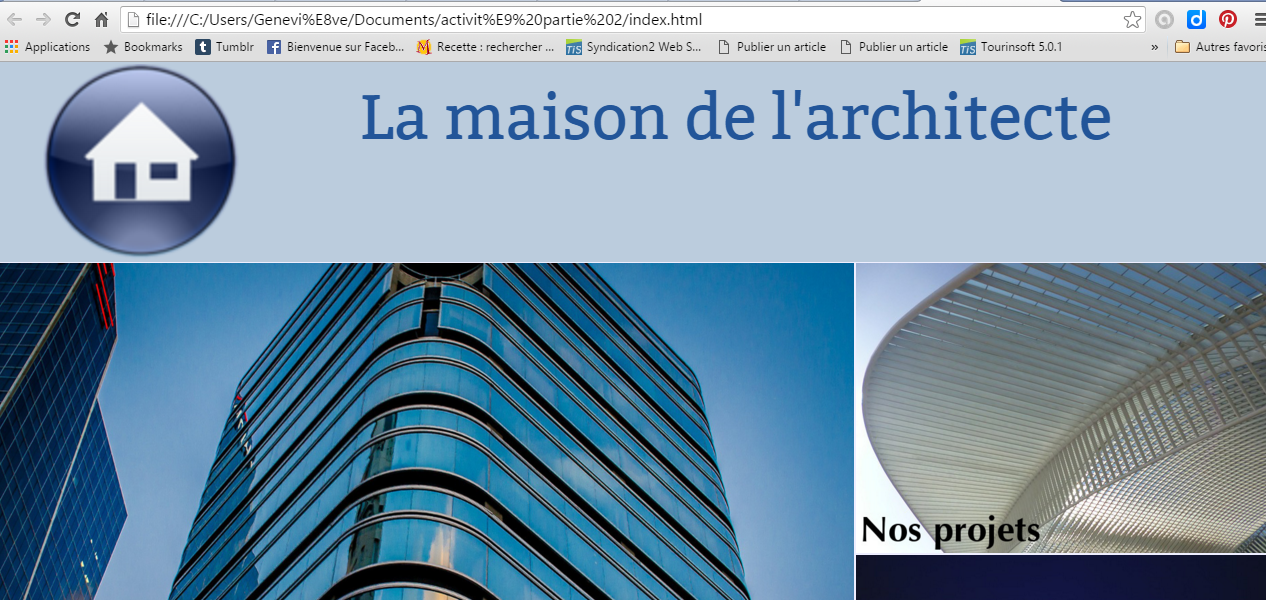 file:///C:/Users/Genevi%E8ve/Documents/activit%E9%20partie%202/index.html
Applications Bookmarks t Tumblr f Bienvenue sur Faceb... M Recette : rechercher ... TIS Syndication2 Web S... Publier un article Publier un article TIS Tourinsoft 5.0.1 » Autres favoris
La maison de l'architecte
Nos projets